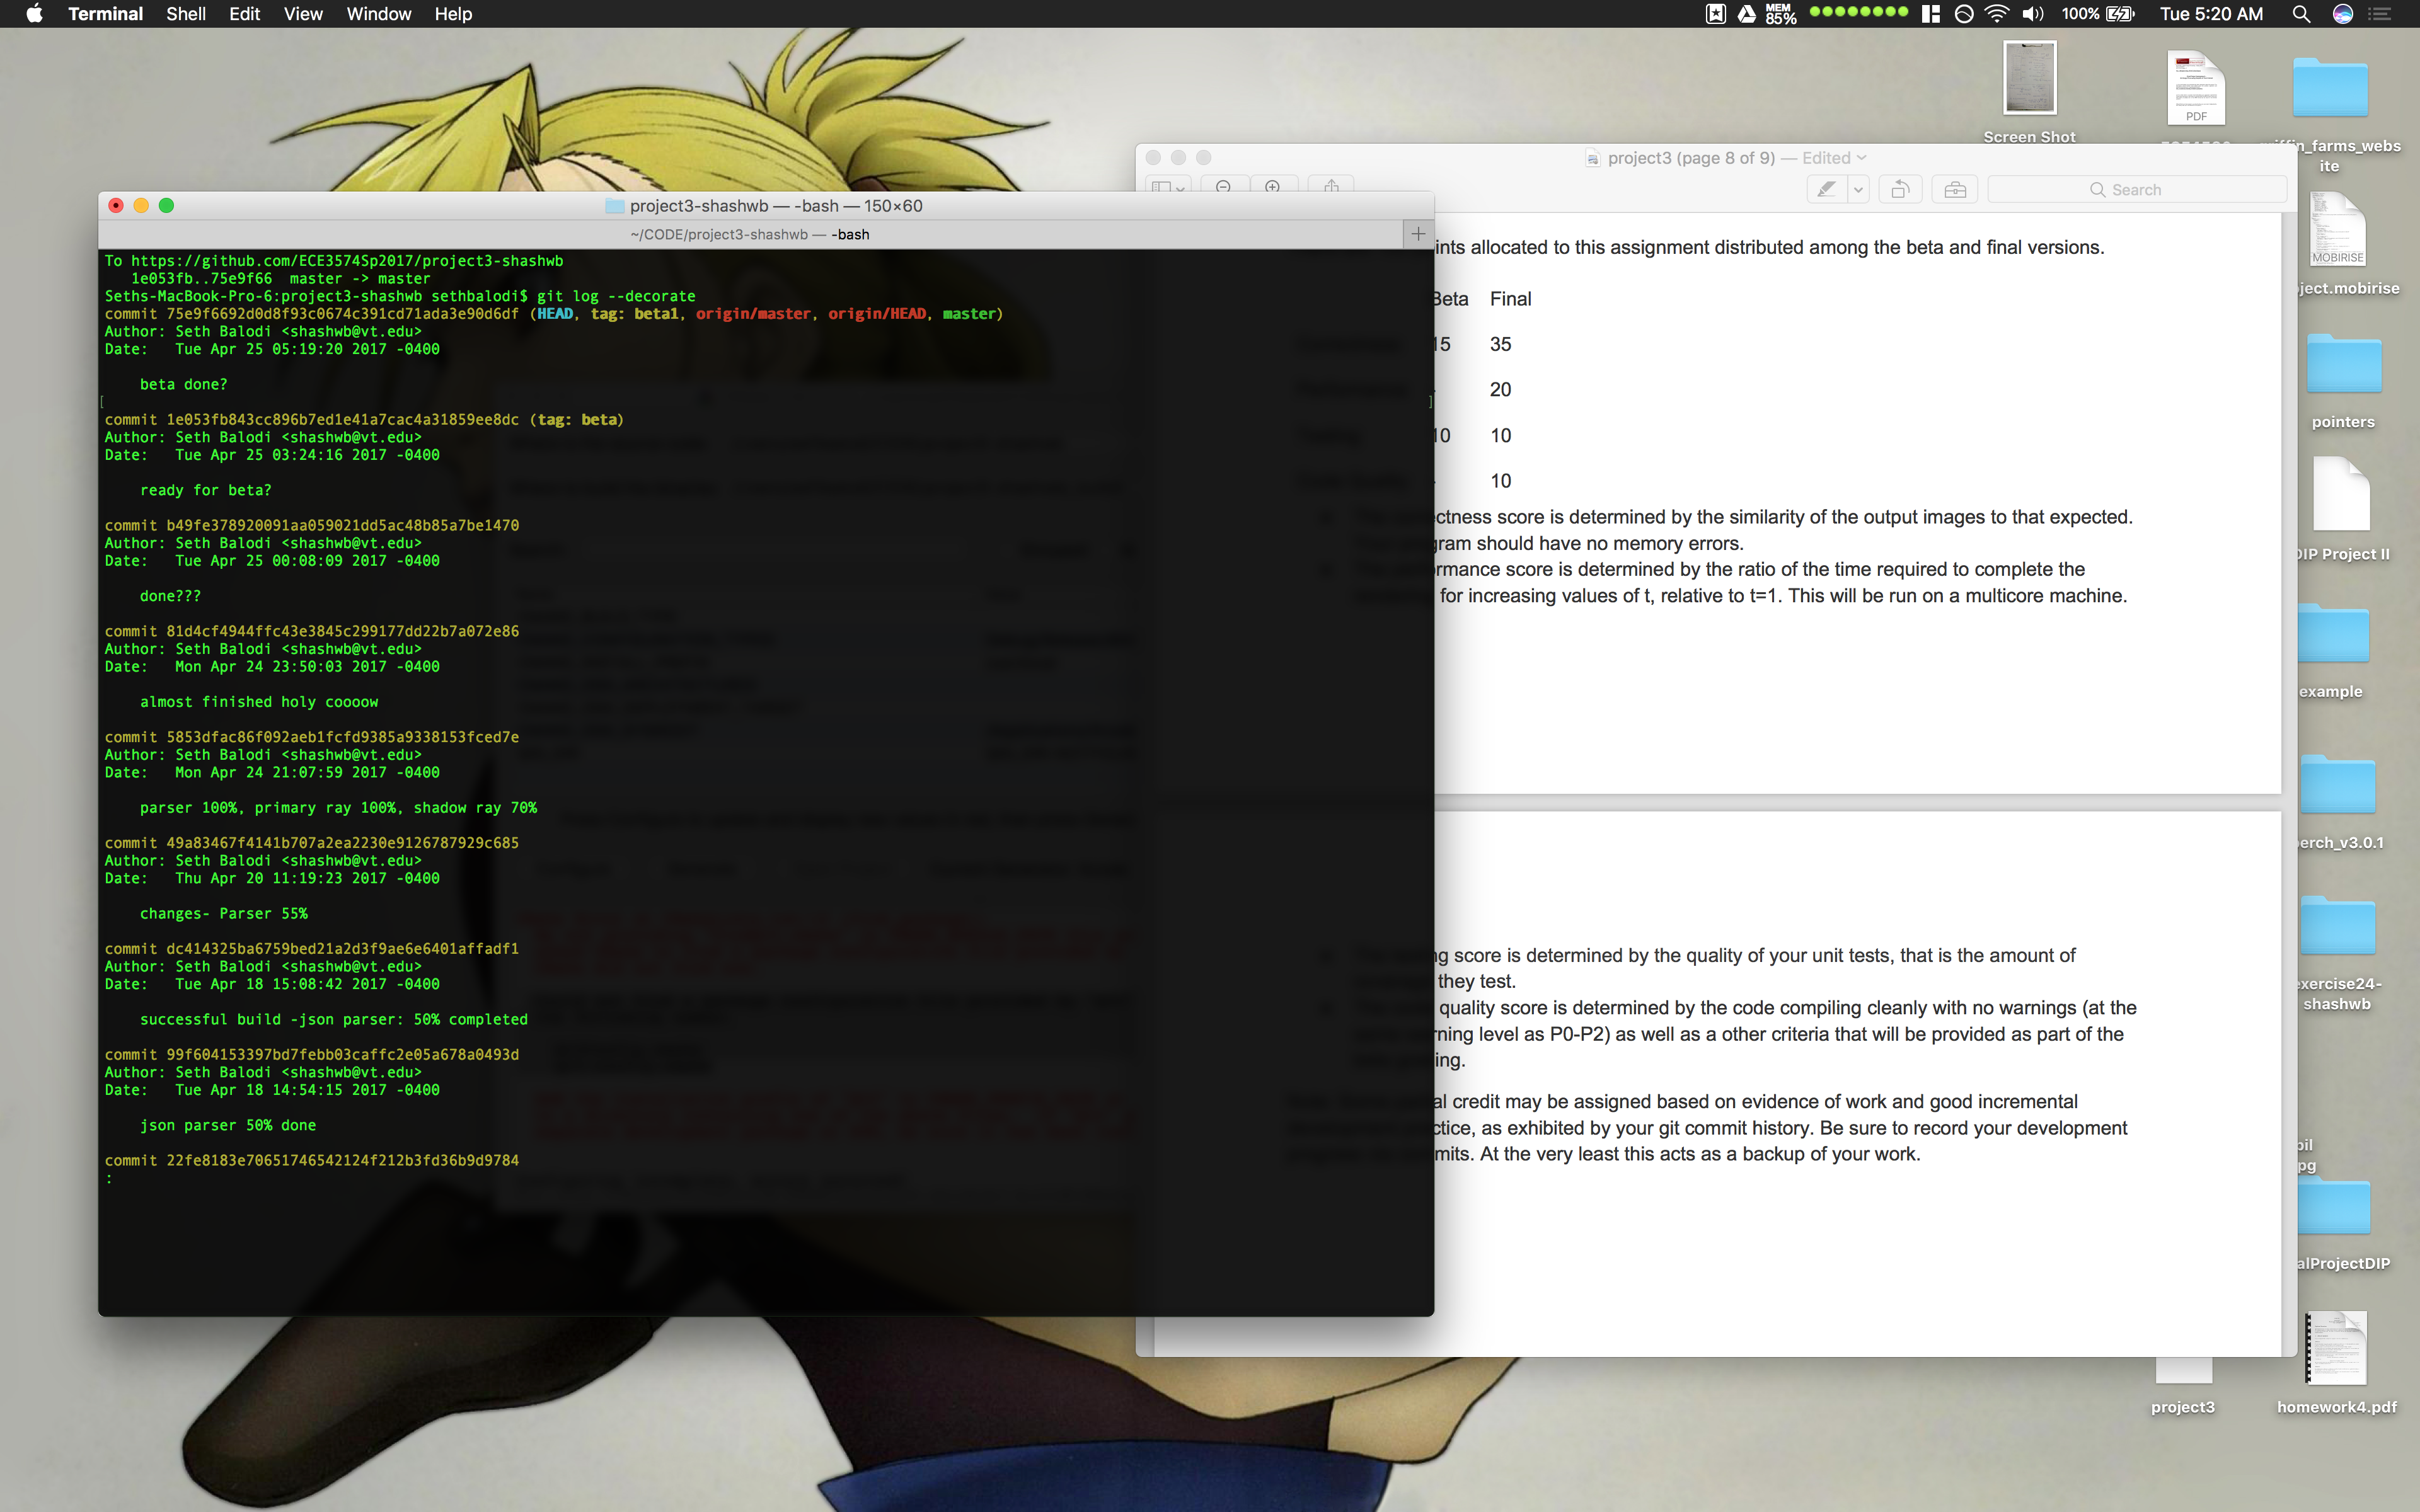 Terminal Shell Edit View Window Help
MEM 85% 100% Tue 5:20 AM
Screen Shot
PDF
MOBIRISE
ject.mobirise
n_farms_webs
ite
pointers
DIP Project II
example
perch_v3.0.1
exercise24-
shashwb
alProjectDIP
project3
homework4.pdf
project3-shashwb — -bash — 150×60
~/CODE/project3-shashwb — -bash
To https://github.com/ECE3574Sp2017/project3-shashwb
1e053fb..75e9f66 master -> master
Seths-MacBook-Pro-6:project3-shashwb sethbalodi$ git log --decorate
commit 75e9f6692d0d8f93c0674c391cd71ada3e90d6df (HEAD, tag: beta1, origin/master, origin/HEAD, master)
Author: Seth Balodi <shashwb@vt.edu>
Date: Tue Apr 25 05:19:20 2017 -0400
beta done?
commit 1e053fb843cc896b7ed1e41a7cac4a31859ee8dc (tag: beta)
Author: Seth Balodi <shashwb@vt.edu>
Date: Tue Apr 25 03:24:16 2017 -0400
ready for beta?
commit b49fe378920091aa059021dd5ac48b85a7be1470
Author: Seth Balodi <shashwb@vt.edu>
Date: Tue Apr 25 00:08:09 2017 -0400
done???
commit 81d4cf4944ffc43e3845c299177dd22b7a072e86
Author: Seth Balodi <shashwb@vt.edu>
Date: Mon Apr 24 23:50:03 2017 -0400
almost finished holy coooow
commit 5853dfac86f092aeb1fcfd9385a9338153fced7e
Author: Seth Balodi <shashwb@vt.edu>
Date: Mon Apr 24 21:07:59 2017 -0400
parser 100%, primary ray 100%, shadow ray 70%
commit 49a83467f4141b707a2ea2230e9126787929c685
Author: Seth Balodi <shashwb@vt.edu>
Date: Thu Apr 20 11:19:23 2017 -0400
changes- Parser 55%
commit dc414325ba6759bed21a2d3f9ae6e6401affadf1
Author: Seth Balodi <shashwb@vt.edu>
Date: Tue Apr 18 15:08:42 2017 -0400
successful build -json parser: 50% completed
commit 99f604153397bd7febb03caffc2e05a678a0493d
Author: Seth Balodi <shashwb@vt.edu>
Date: Tue Apr 18 14:54:15 2017 -0400
json parser 50% done
commit 22fe8183e70651746542124f212b3fd36b9d9784
:
project3 (page 8 of 9) — Edited
Search
ints allocated to this assignment distributed among the beta and final versions.
Beta Final
15 35
20
10 10
10
ctness score is determined by the similarity of the output images to that expected.
gram should have no memory errors.
rmance score is determined by the ratio of the time required to complete the
for increasing values of t, relative to t=1. This will be run on a multicore machine.
ng score is determined by the quality of your unit tests, that is the amount of
they test.
quality score is determined by the code compiling cleanly with no warnings (at the
rning level as P0-P2) as well as a other criteria that will be provided as part of the
ing.
al credit may be assigned based on evidence of work and good incremental
ctice, as exhibited by your git commit history. Be sure to record your development
mits. At the very least this acts as a backup of your work.